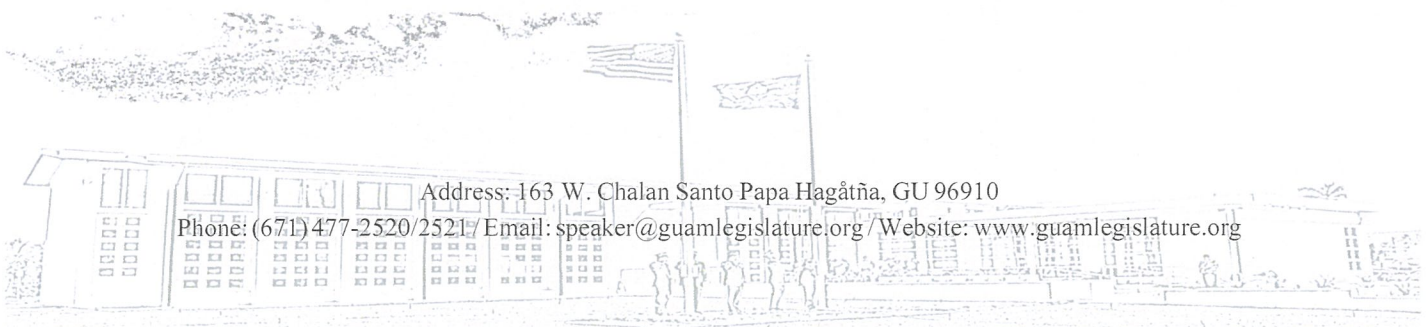 Address: 163 W. Chalan Santo Papa Hagåtña, GU 96910
Phone: (671) 477-2520/2521 / Email: speaker@guamlegislature.org / Website: www.guamlegislature.org